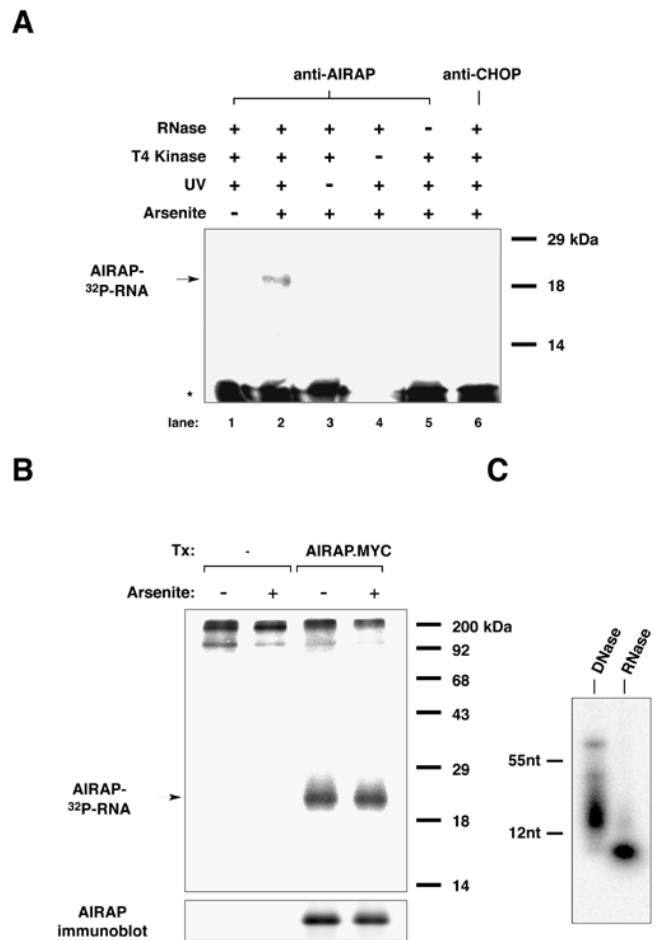 A
anti-AIRAP anti-CHOP
RNase + + + + - +
T4 Kinase + + + - + +
UV + + - + + +
Arsenite - + + + + +
29 kDa
AIRAP-
³²P-RNA
18
14
*
lane: 1 2 3 4 5 6
B
C
Tx: - AIRAP.MYC
Arsenite: - + - +
200 kDa
92
68
43
29
AIRAP-
³²P-RNA
18
14
AIRAP
immunoblot
DNase
RNase
55nt
12nt